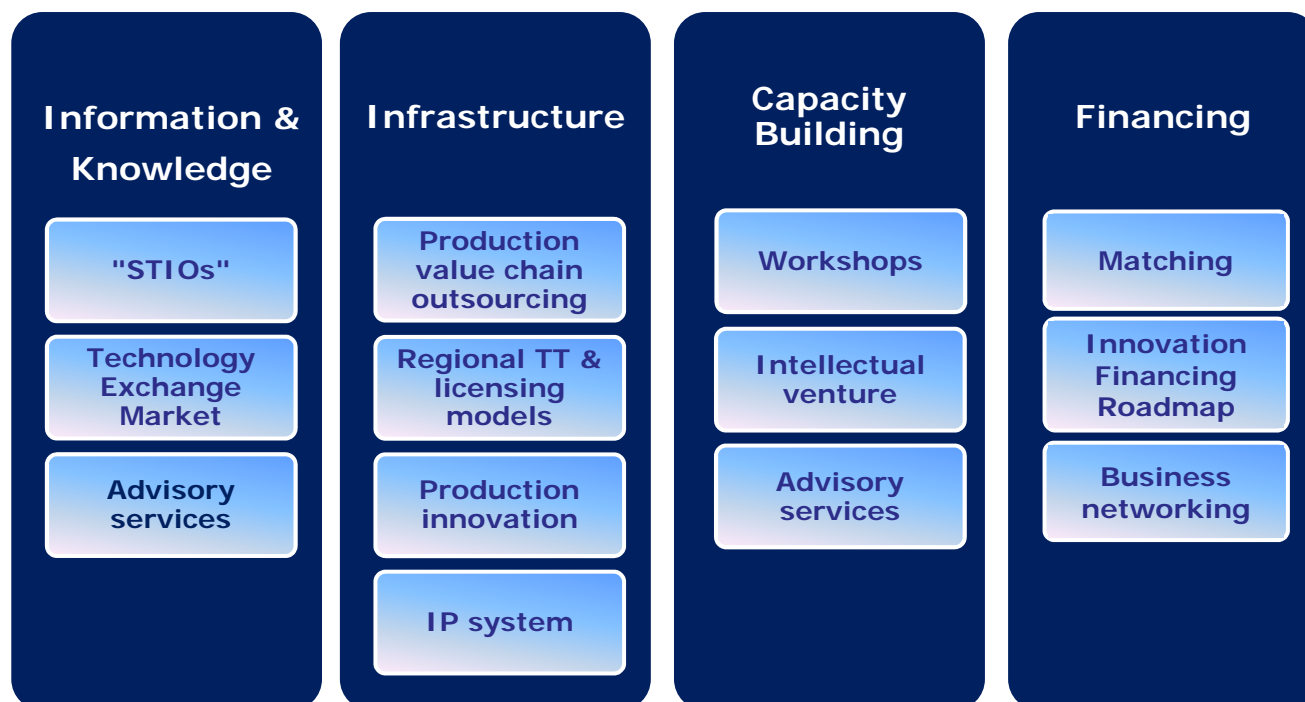 Information &
Knowledge
"STIOs"
Technology
Exchange
Market
Advisory
services
Infrastructure
Production
value chain
outsourcing
Regional TT &
licensing
models
Production
innovation
IP system
Capacity
Building
Workshops
Intellectual
venture
Advisory
services
Financing
Matching
Innovation
Financing
Roadmap
Business
networking